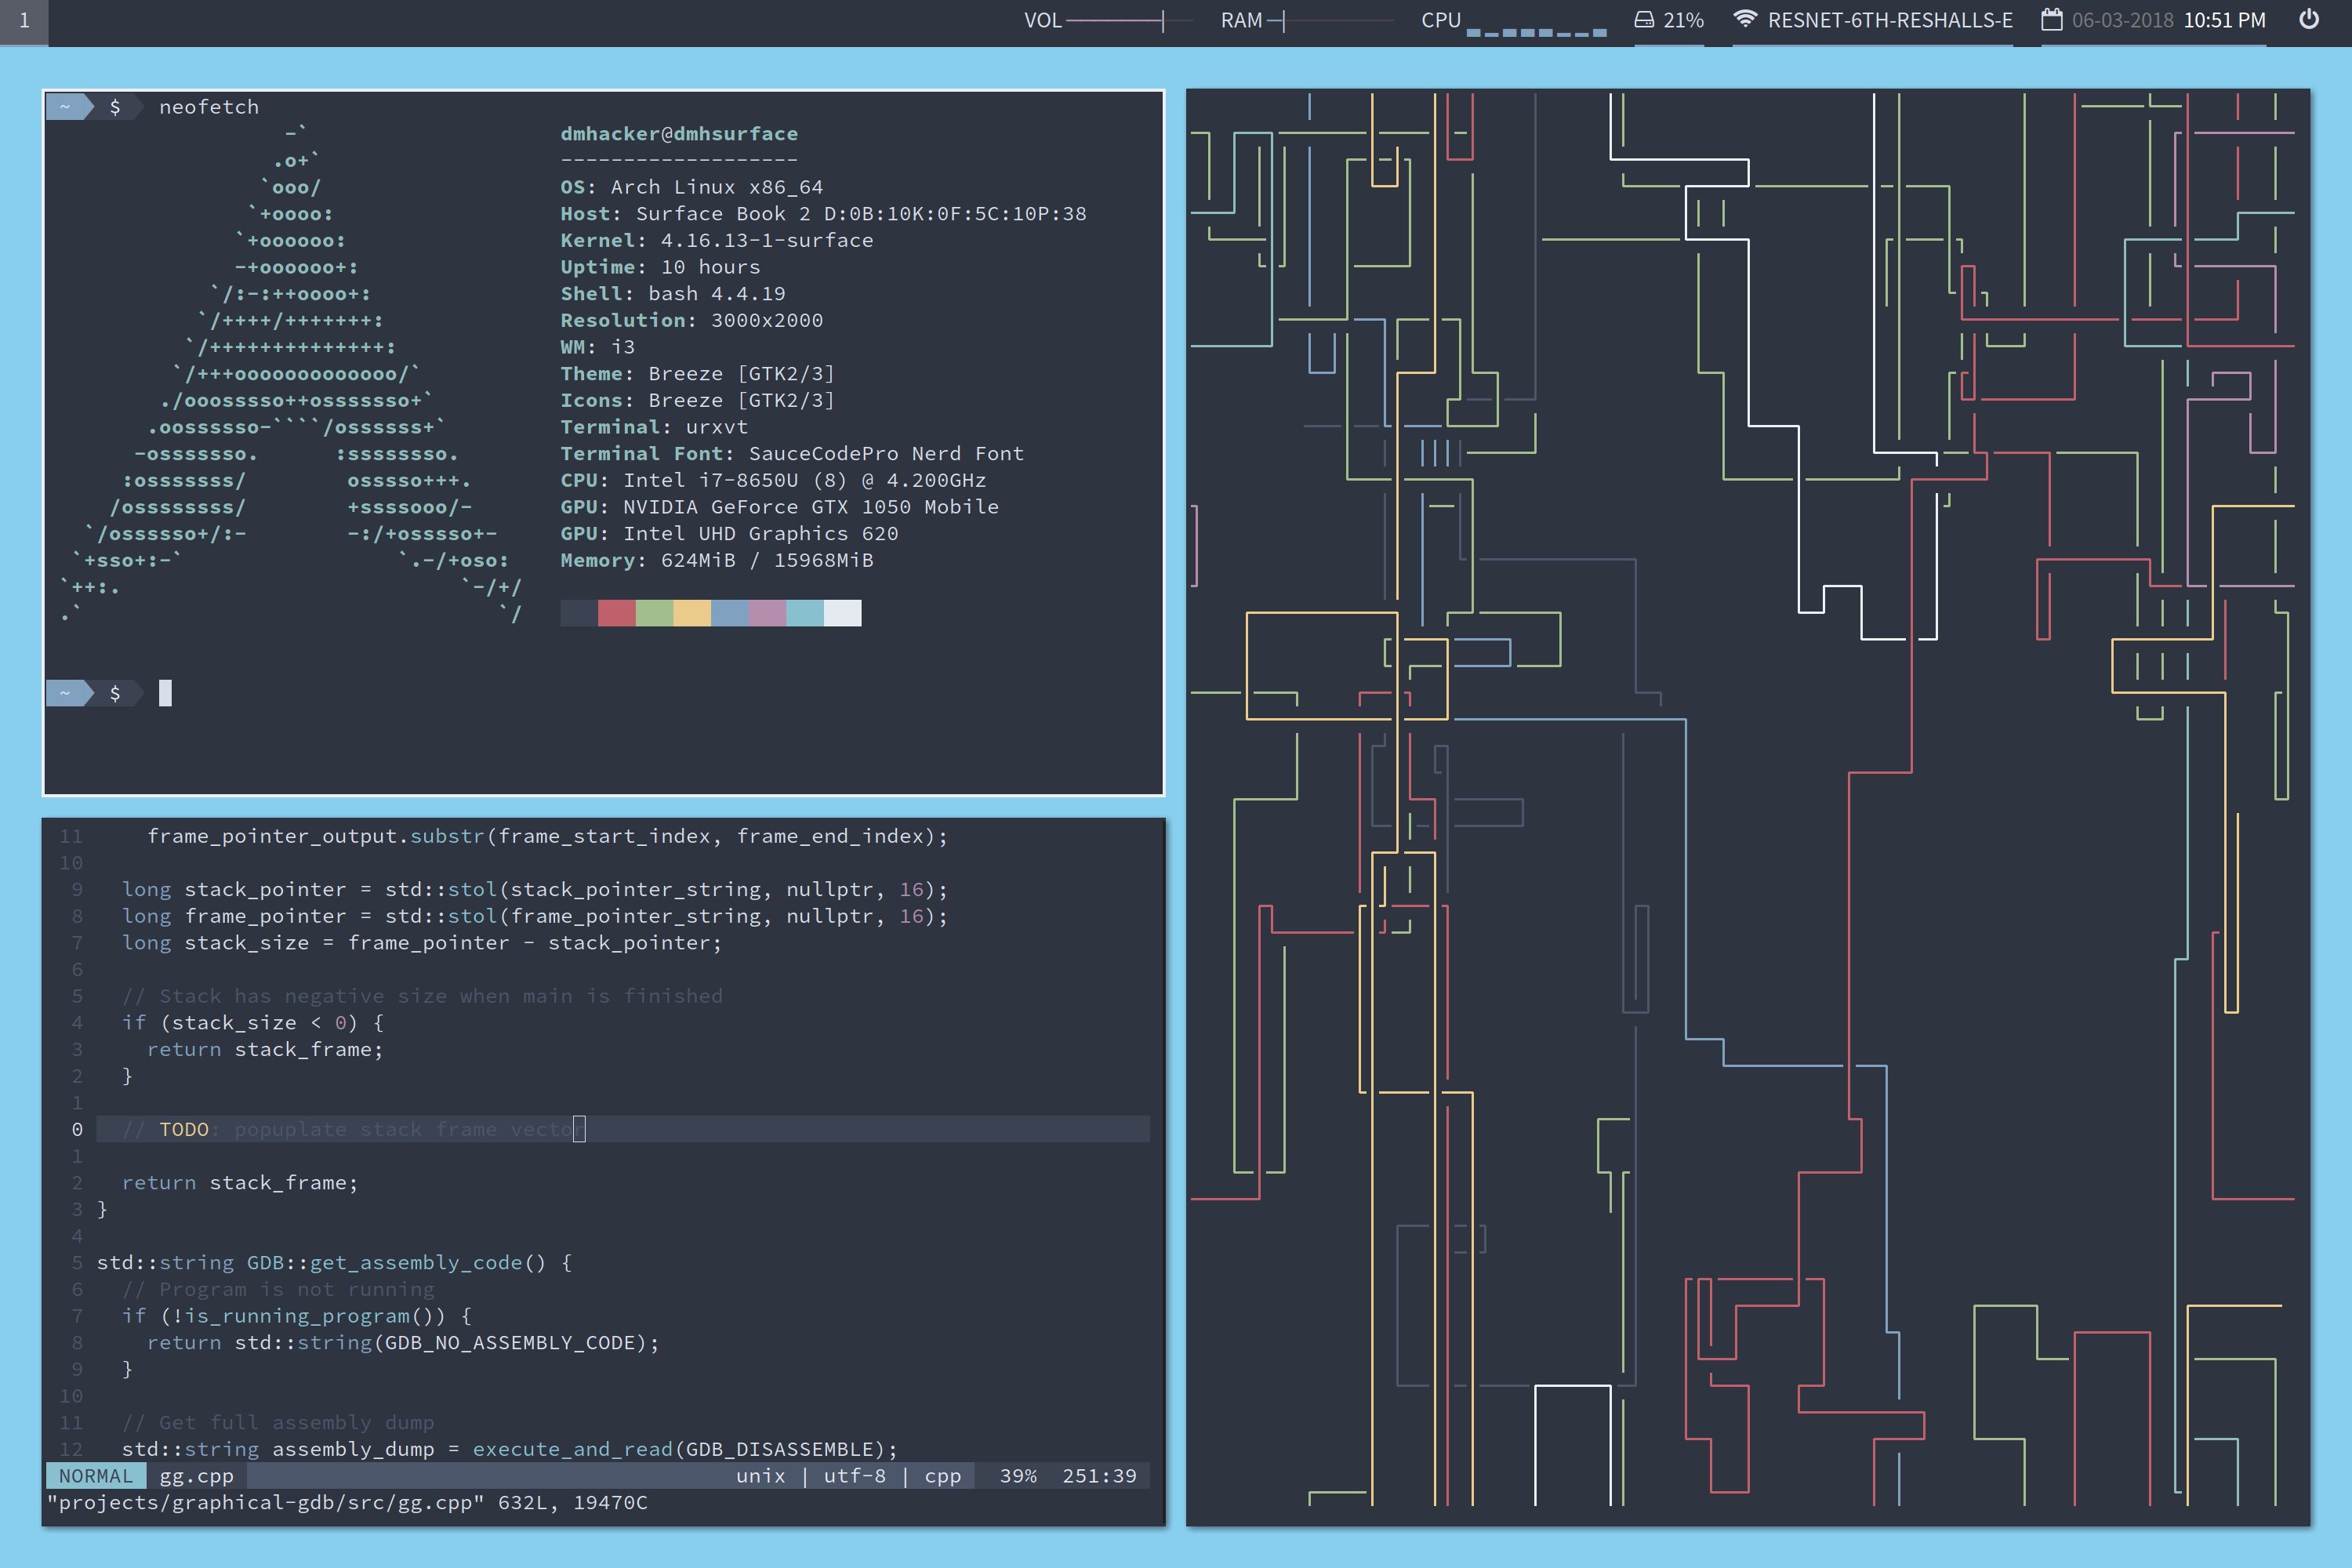 1 VOL RAM CPU 21% RESNET-6TH-RESHALLS-E 06-03-2018 10:51 PM
~ $ neofetch
-`
.o+`
`ooo/
`+oooo:
`+oooooo:
-+oooooo+:
`/:-:++oooo+:
`/++++/+++++++:
`/++++++++++++++:
`/+++ooooooooooooo/`
./ooosssso++osssssso+`
.oossssso-````/ossssss+`
-osssssso. :ssssssso.
:osssssss/ osssso+++.
/ossssssss/ +ssssooo/-
`/ossssso+/:- -:/+osssso+-
`+sso+:-` `.-/+oso:
`++:. `-/+/
.` `/
dmhacker@dmhsurface
-------------------
OS: Arch Linux x86_64
Host: Surface Book 2 D:0B:10K:0F:5C:10P:38
Kernel: 4.16.13-1-surface
Uptime: 10 hours
Shell: bash 4.4.19
Resolution: 3000x2000
WM: i3
Theme: Breeze [GTK2/3]
Icons: Breeze [GTK2/3]
Terminal: urxvt
Terminal Font: SauceCodePro Nerd Font
CPU: Intel i7-8650U (8) @ 4.200GHz
GPU: NVIDIA GeForce GTX 1050 Mobile
GPU: Intel UHD Graphics 620
Memory: 624MiB / 15968MiB
~ $
11 frame_pointer_output.substr(frame_start_index, frame_end_index);
10
9 long stack_pointer = std::stol(stack_pointer_string, nullptr, 16);
8 long frame_pointer = std::stol(frame_pointer_string, nullptr, 16);
7 long stack_size = frame_pointer - stack_pointer;
6
5 // Stack has negative size when main is finished
4 if (stack_size < 0) {
3 return stack_frame;
2 }
1
0 // TODO: popuplate stack frame vector
1
2 return stack_frame;
3 }
4
5 std::string GDB::get_assembly_code() {
6 // Program is not running
7 if (!is_running_program()) {
8 return std::string(GDB_NO_ASSEMBLY_CODE);
9 }
10
11 // Get full assembly dump
12 std::string assembly_dump = execute_and_read(GDB_DISASSEMBLE);
NORMAL gg.cpp unix | utf-8 | cpp 39% 251:39
"projects/graphical-gdb/src/gg.cpp" 632L, 19470C